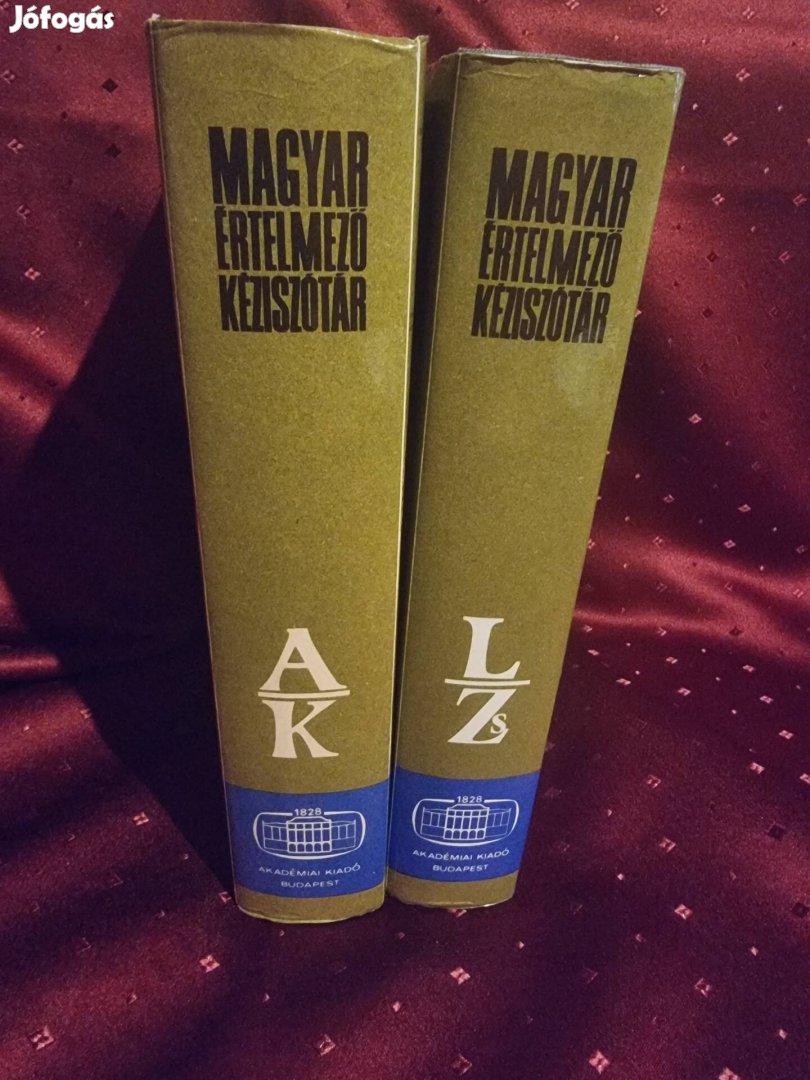 Jófogás
MAGYAR
ÉRTELMEZŐ
KÉZISZÓTÁR
A
K
1828
AKADÉMIAI KIADÓ
BUDAPEST
MAGYAR
ÉRTELMEZŐ
KÉZISZÓTÁR
L
Zs
1828
AKADÉMIAI KIADÓ
BUDAPEST